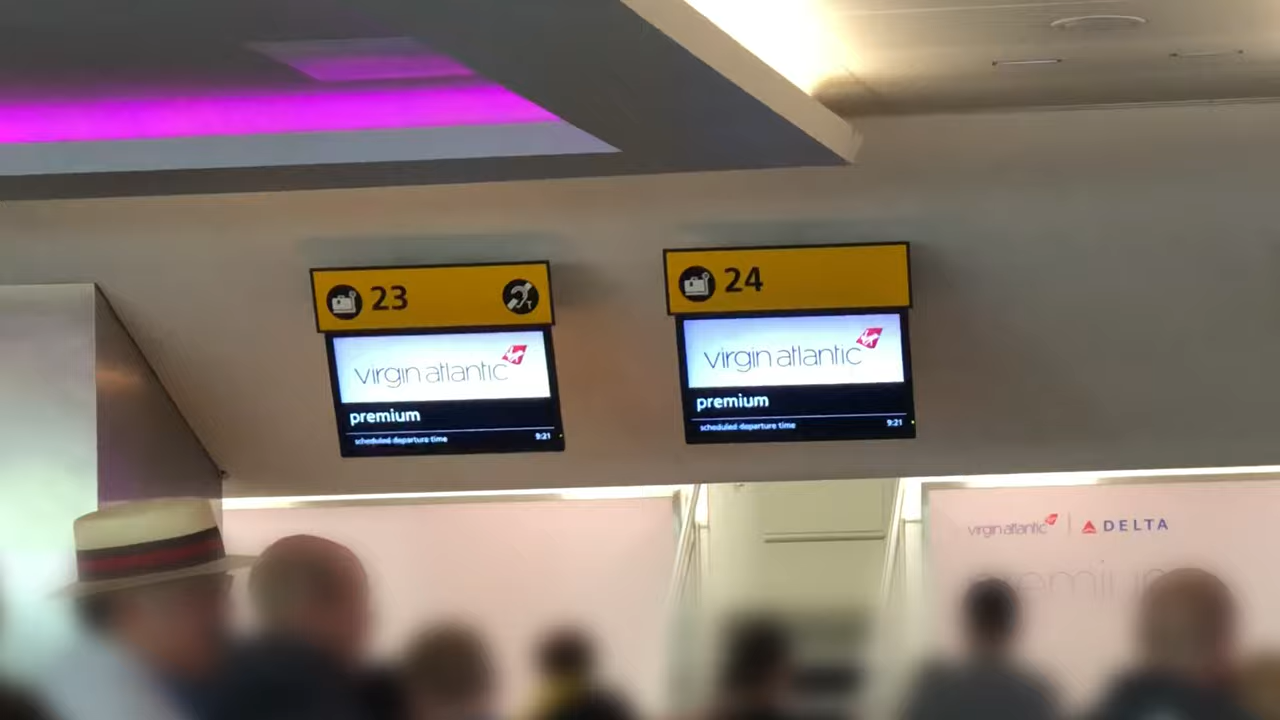 23
virgin atlantic
premium
scheduled departure time 9:21
24
virgin atlantic
premium
scheduled departure time 9:21
virgin atlantic | DELTA
premium